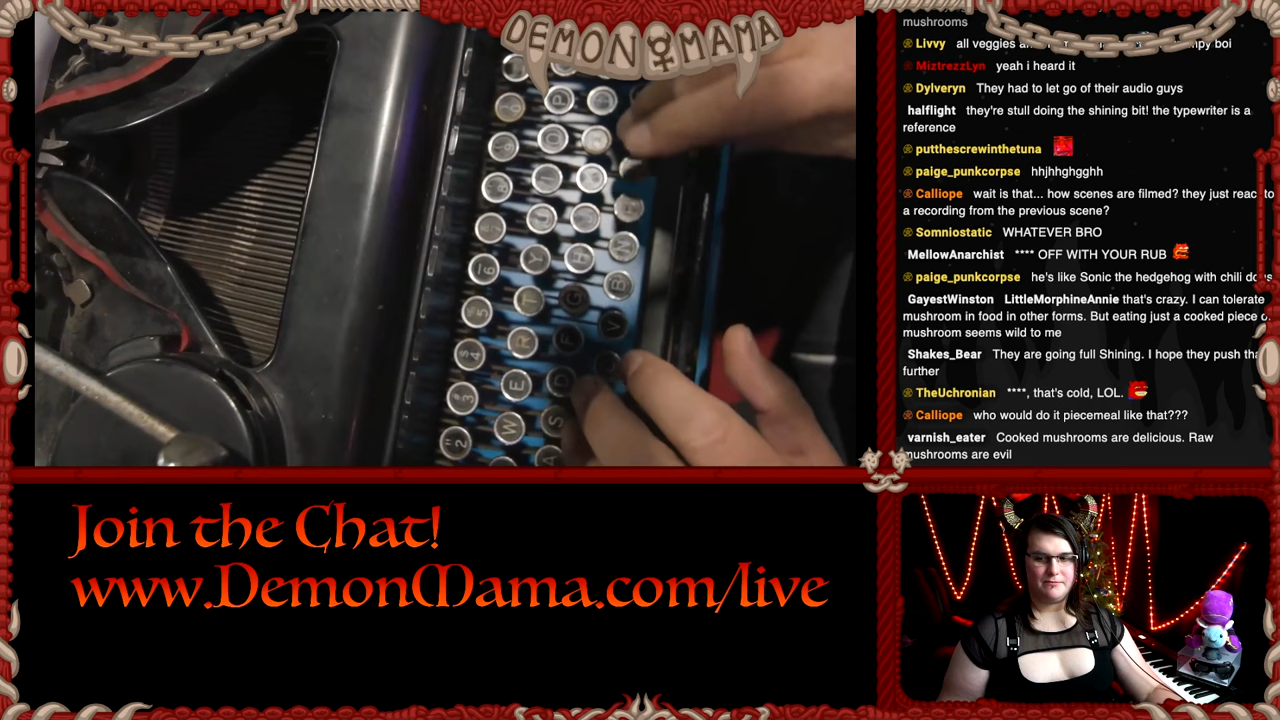 DEMON MAMA
mushrooms
Livvy all veggies
MiztrezzLyn yeah i heard it
Dylveryn They had to let go of their audio guys
halflight they're stull doing the shining bit! the typewriter is a
reference
putthescrewinthetuna
paige_punkcorpse hhjhhghgghh
Calliope wait is that... how scenes are filmed? they just react to
a recording from the previous scene?
Somniostatic WHATEVER BRO
MellowAnarchist **** OFF WITH YOUR RUB
paige_punkcorpse he's like Sonic the hedgehog with chili dogs
GayestWinston LittleMorphineAnnie that's crazy. I can tolerate
mushroom in food in other forms. But eating just a cooked piece
mushroom seems wild to me
Shakes_Bear They are going full Shining. I hope they push
further
TheUchronian ****, that's cold, LOL.
Calliope who would do it piecemeal like that???
varnish_eater Cooked mushrooms are delicious. Raw
mushrooms are evil
Join the Chat!
www.DemonMama.com/live